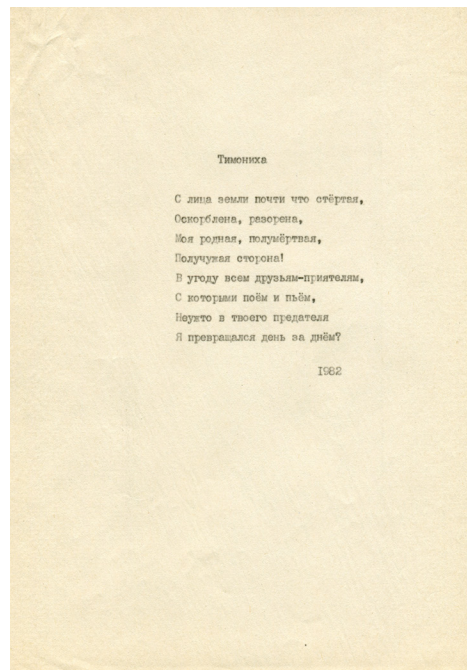 Тимониха
С лица земли почти что стёртая,
Оскорблена, разорена,
Моя родная, полумёртвая,
Получужая сторона!
В угоду всем друзьям-приятелям,
С которыми поём и пьём,
Неужто в твоего предателя
Я превращался день за днём?
I982